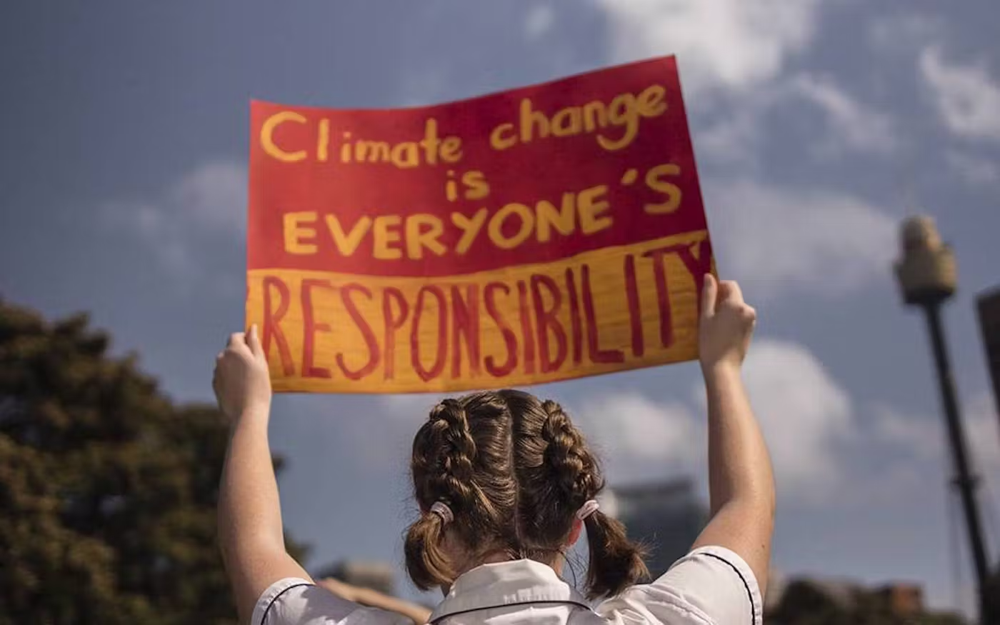 Climate change
is
EVERYONE'S
RESPONSIBILITY